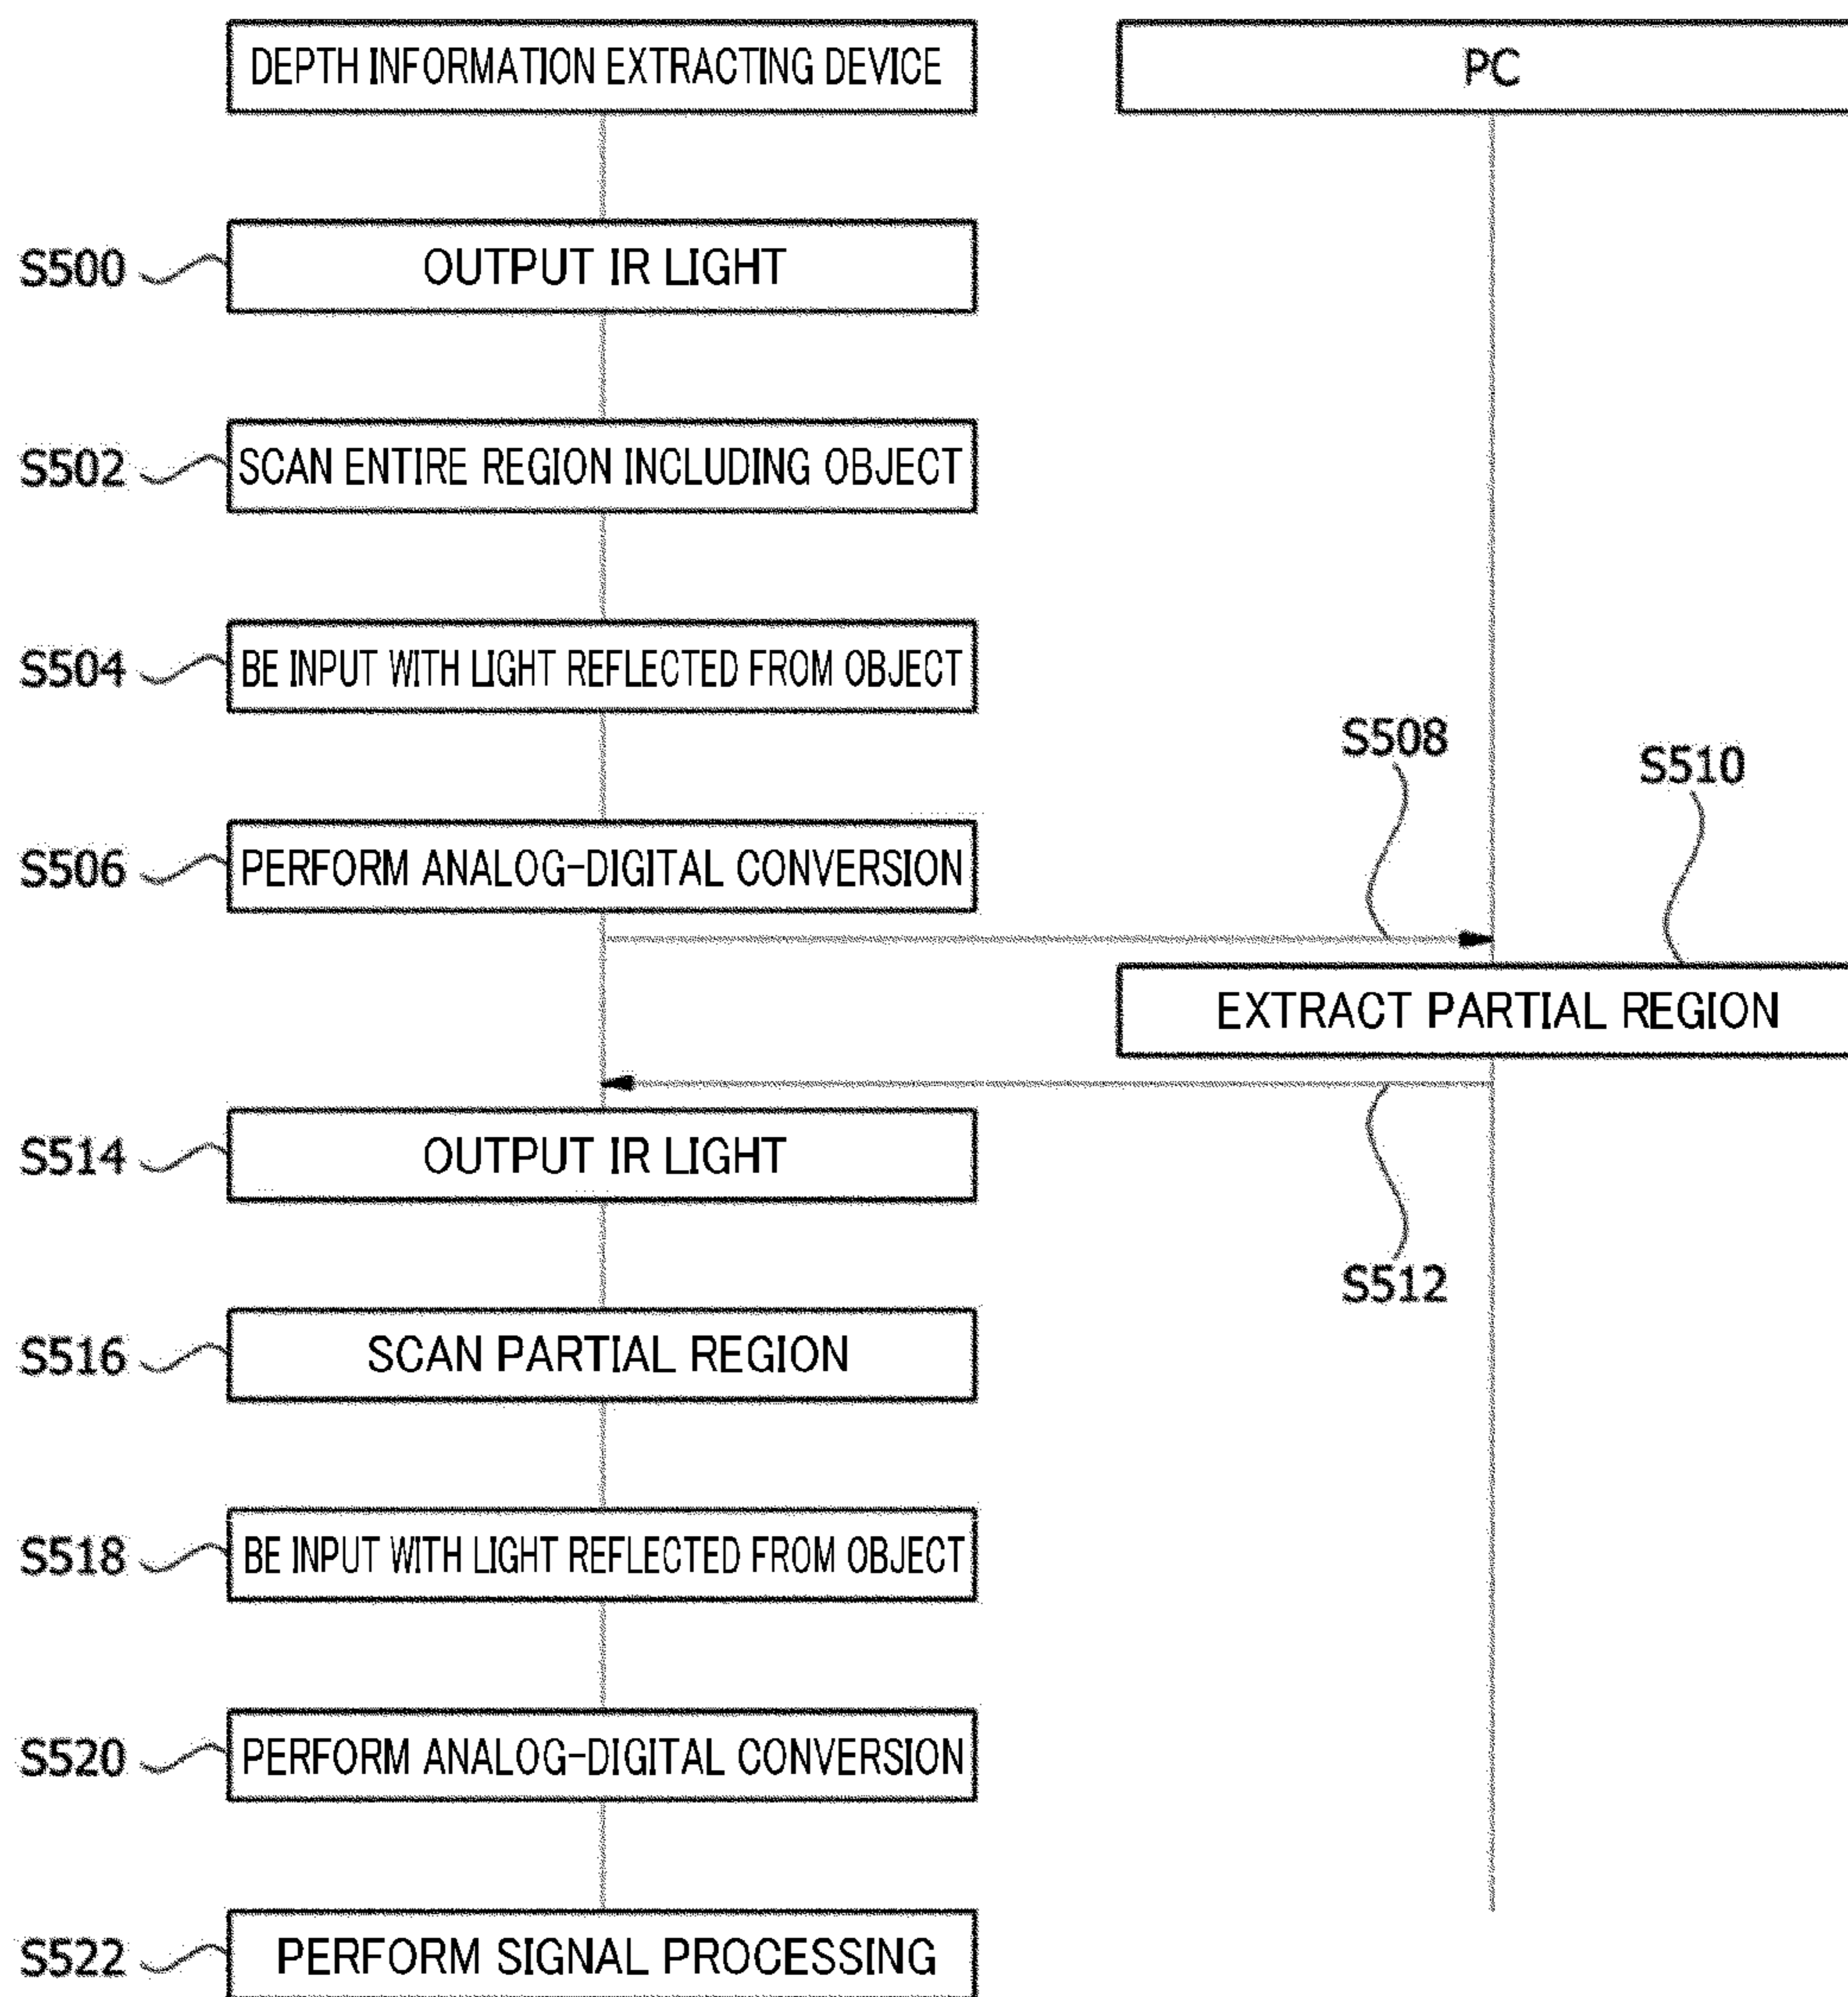 DEPTH INFORMATION EXTRACTING DEVICE
PC
S500
OUTPUT IR LIGHT
S502
SCAN ENTIRE REGION INCLUDING OBJECT
S504
BE INPUT WITH LIGHT REFLECTED FROM OBJECT
S508
S510
S506
PERFORM ANALOG-DIGITAL CONVERSION
EXTRACT PARTIAL REGION
S514
OUTPUT IR LIGHT
S512
S516
SCAN PARTIAL REGION
S518
BE INPUT WITH LIGHT REFLECTED FROM OBJECT
S520
PERFORM ANALOG-DIGITAL CONVERSION
S522
PERFORM SIGNAL PROCESSING